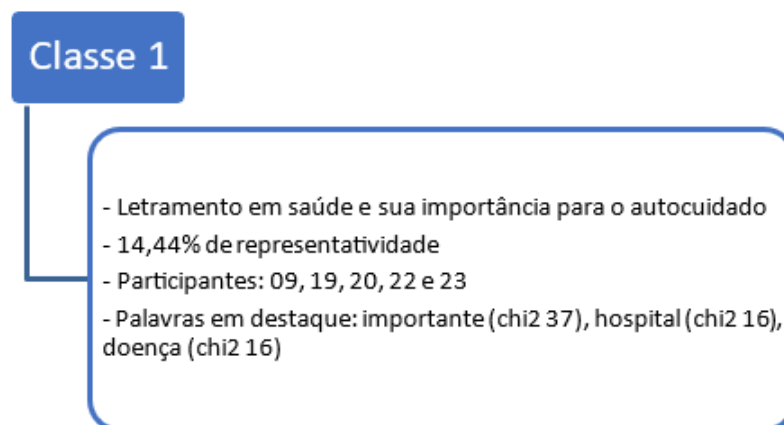 Classe 1
- Letramento em saúde e sua importância para o autocuidado
- 14,44% de representatividade
- Participantes: 09, 19, 20, 22 e 23
- Palavras em destaque: importante (chi2 37), hospital (chi2 16),
doença (chi2 16)